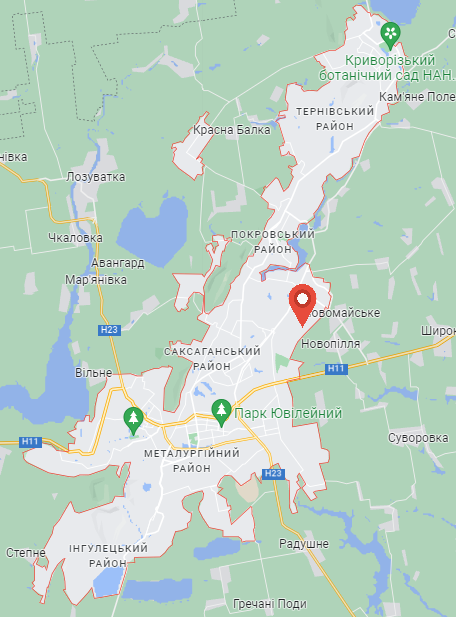 Криворізький
ботанічний сад НАН...
Кам'яне Поле
ТЕРНІВСЬКИЙ
РАЙОН
Красна Балка
нівка
Лозуватка
ПОКРОВСЬКИЙ
РАЙОН
Чкаловка
Авангард
Мар'янівка
Новомайське
H23
Широк
Новопілля
САКСАГАНСЬКИЙ
РАЙОН
H11
Вільне
Парк Ювілейний
Суворовка
H11
МЕТАЛУРГІЙНИЙ
РАЙОН
H23
Радушне
Степне
ІНГУЛЕЦЬКИЙ
РАЙОН
Гречані Поди